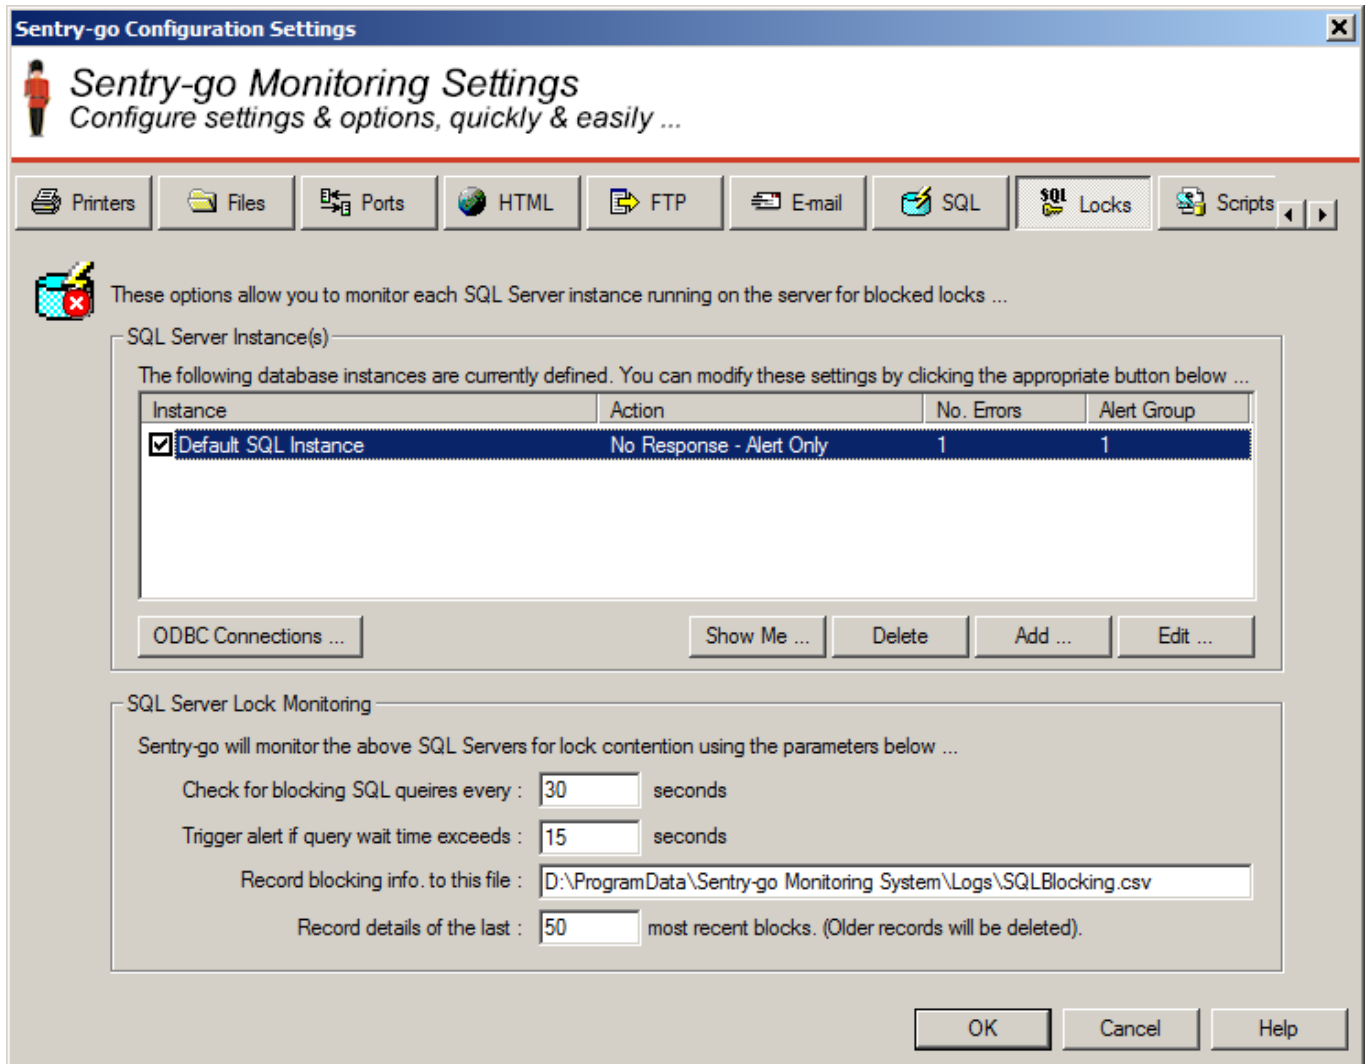 Sentry-go Configuration Settings
Sentry-go Monitoring Settings
Configure settings & options, quickly & easily ...
Printers Files Ports HTML FTP E-mail SQL SQL Locks Scripts
These options allow you to monitor each SQL Server instance running on the server for blocked locks ...
SQL Server Instance(s)
The following database instances are currently defined. You can modify these settings by clicking the appropriate button below ...
Instance Action No. Errors Alert Group
Default SQL Instance No Response - Alert Only 1 1
ODBC Connections ... Show Me ... Delete Add ... Edit ...
SQL Server Lock Monitoring
Sentry-go will monitor the above SQL Servers for lock contention using the parameters below ...
Check for blocking SQL queires every : 30 seconds
Trigger alert if query wait time exceeds : 15 seconds
Record blocking info. to this file : D:\ProgramData\Sentry-go Monitoring System\Logs\SQLBlocking.csv
Record details of the last : 50 most recent blocks. (Older records will be deleted).
OK Cancel Help